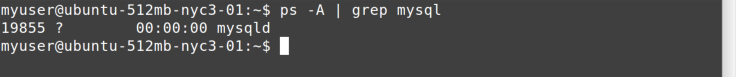 myuser@ubuntu-512mb-nyc3-01:~$ ps -A | grep mysql
19855 ?        00:00:00 mysqld
myuser@ubuntu-512mb-nyc3-01:~$